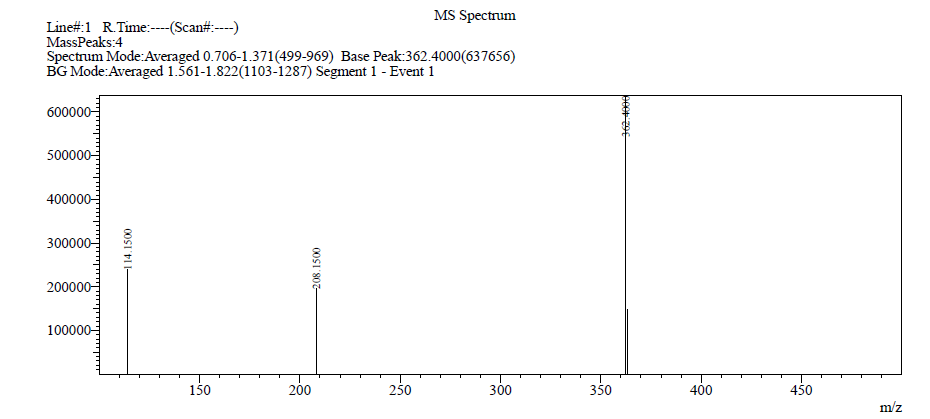 MS Spectrum
Line#:1 R.Time:----(Scan#:----)
MassPeaks:4
Spectrum Mode:Averaged 0.706-1.371(499-969) Base Peak:362.4000(637656)
BG Mode:Averaged 1.561-1.822(1103-1287) Segment 1 - Event 1
600000
500000
400000
300000
200000
100000
114.1500
208.1500
362.4000
150 200 250 300 350 400 450
m/z